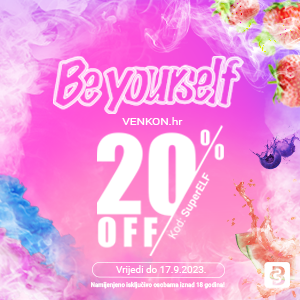 Be yourself
VENKON.hr
20%
OFF
Kod: SuperELF
Vrijedi do 17.9.2023.
Namijenjeno isključivo osobama iznad 18 godina!